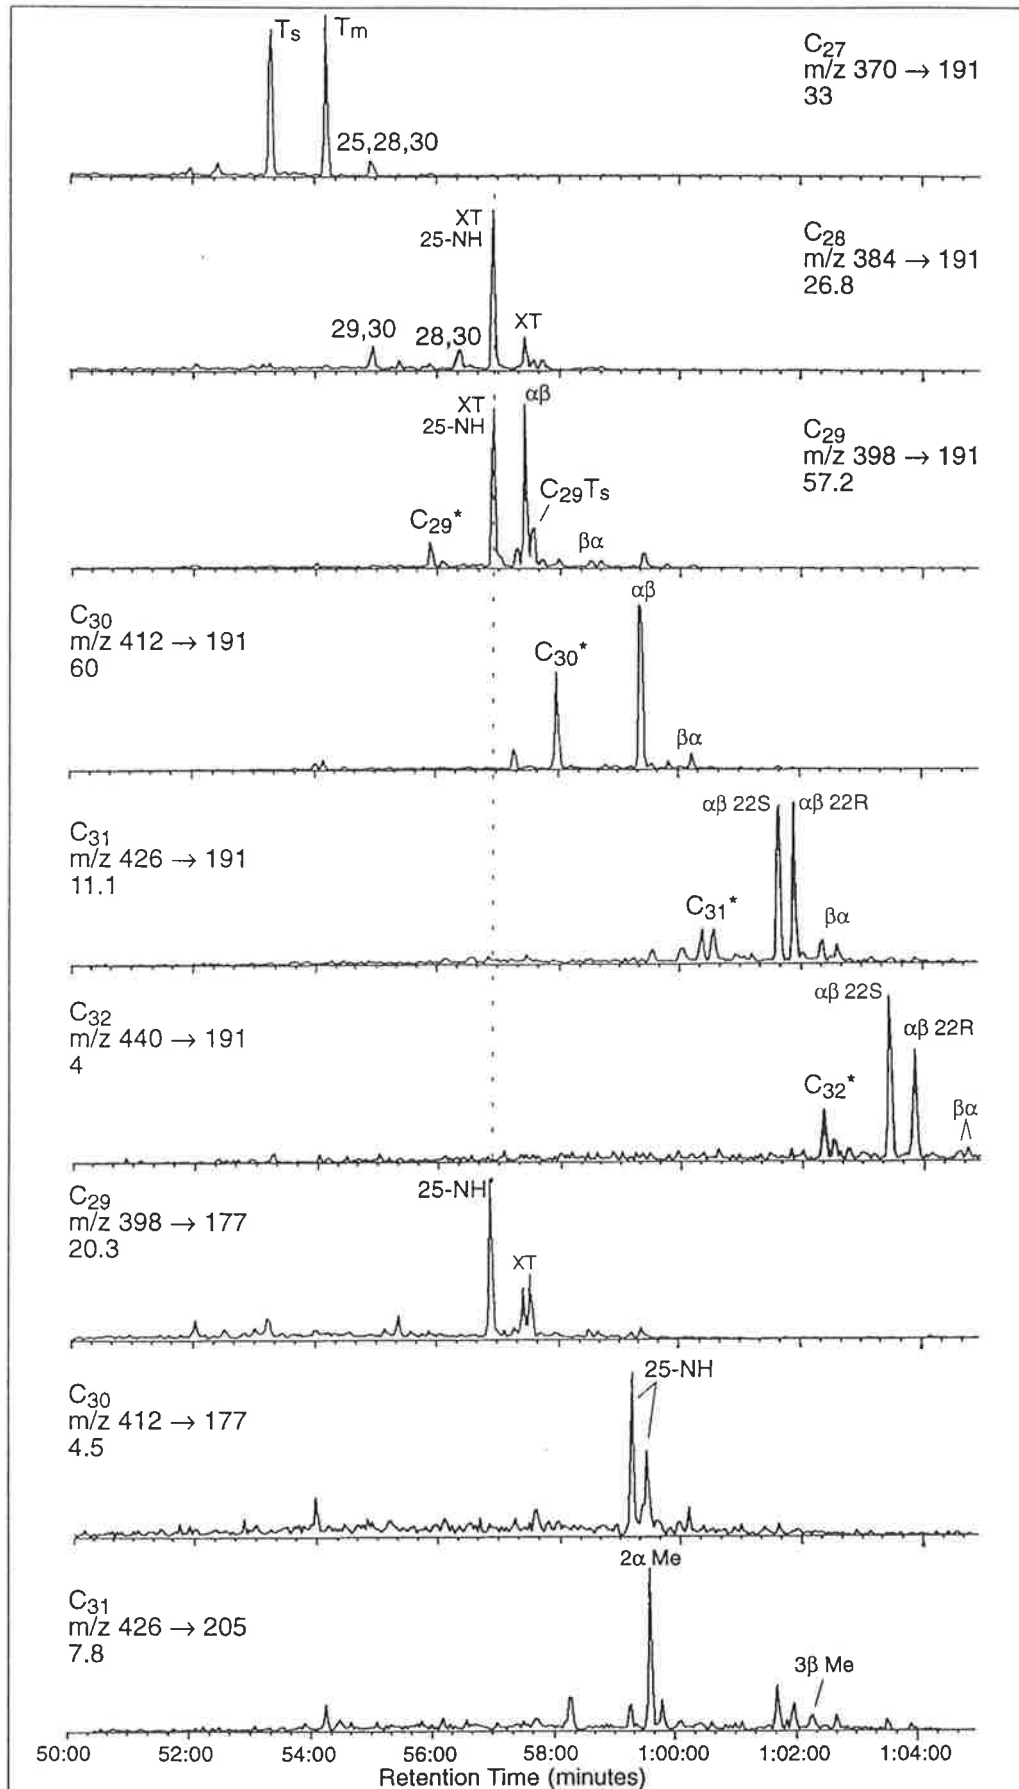 Ts
Tm
25,28,30
C27
m/z 370 → 191
33
XT
25-NH
29,30
28,30
XT
C28
m/z 384 → 191
26.8
XT
25-NH
αβ
C29Ts
C29*
βα
C29
m/z 398 → 191
57.2
C30
m/z 412 → 191
60
C30*
αβ
βα
C31
m/z 426 → 191
11.1
αβ 22S
αβ 22R
C31*
βα
C32
m/z 440 → 191
4
αβ 22S
αβ 22R
C32*
βα
C29
m/z 398 → 177
20.3
25-NH
XT
C30
m/z 412 → 177
4.5
25-NH
C31
m/z 426 → 205
7.8
2α Me
3β Me
50:00 52:00 54:00 56:00 58:00 1:00:00 1:02:00 1:04:00
Retention Time (minutes)